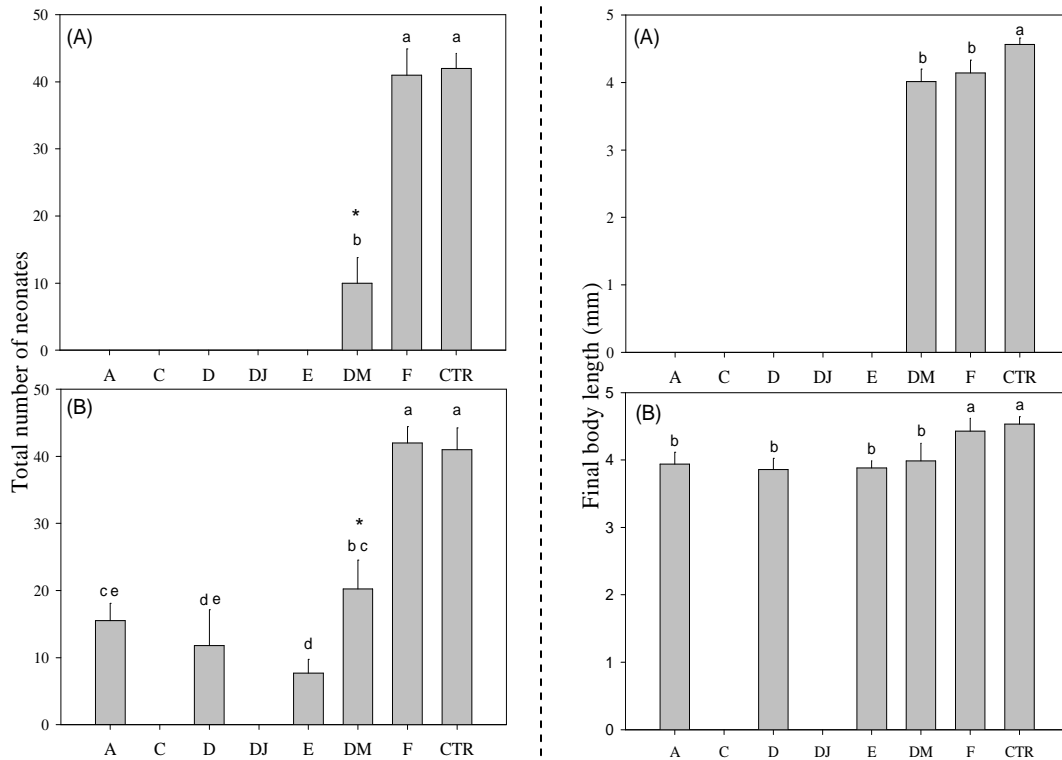 Total number of neonates
(A)
50
40
30
20
10
0
a
a
*
b
A C D DJ E DM F CTR
(B)
50
40
30
20
10
0
a
a
*
b c
c e
d e
d
A C D DJ E DM F CTR
Final body length (mm)
(A)
5
4
3
2
1
0
b
b
a
A C D DJ E DM F CTR
(B)
5
4
3
2
1
0
b
b
b
b
a
a
A C D DJ E DM F CTR